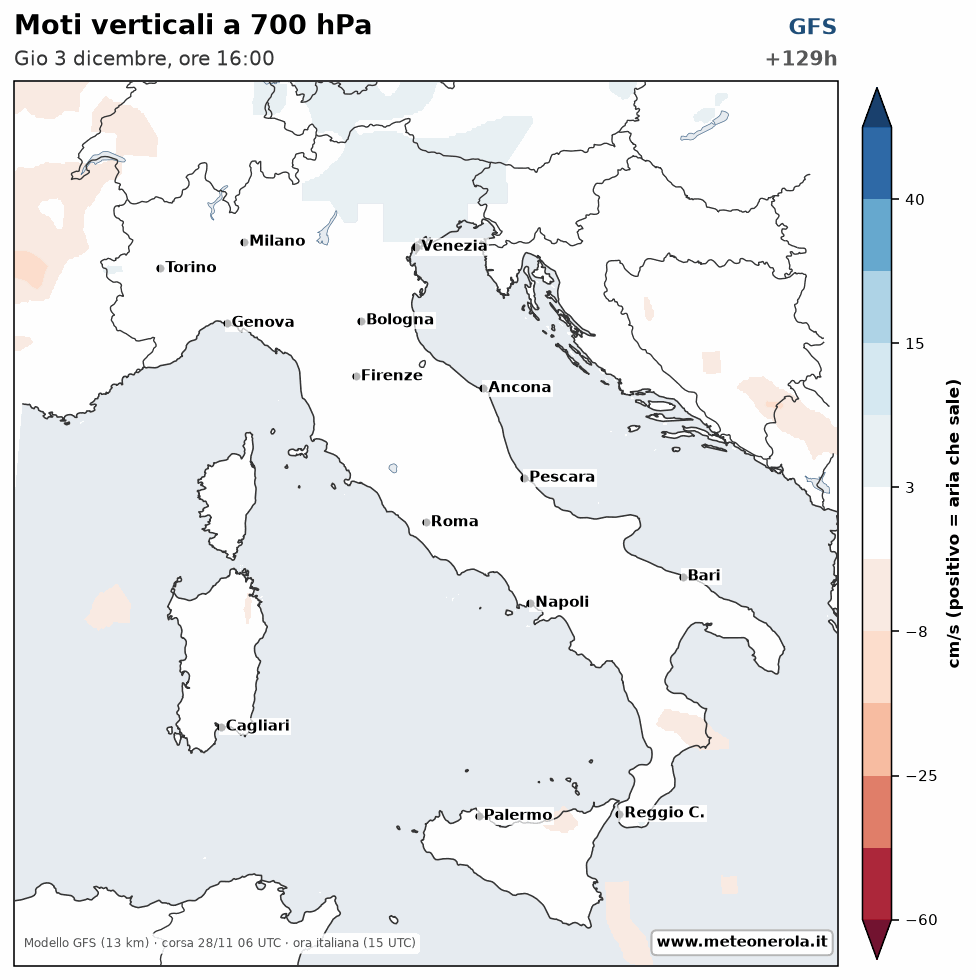 Moti verticali a 700 hPa
GFS
Gio 3 dicembre, ore 16:00
+129h
Milano
Venezia
Torino
Genova
Bologna
Firenze
Ancona
Pescara
Roma
Bari
Napoli
Cagliari
Palermo
Reggio C.
40
15
3
−8
−25
−60
cm/s (positivo = aria che sale)
Modello GFS (13 km) · corsa 28/11 06 UTC · ora italiana (15 UTC)
www.meteonerola.it